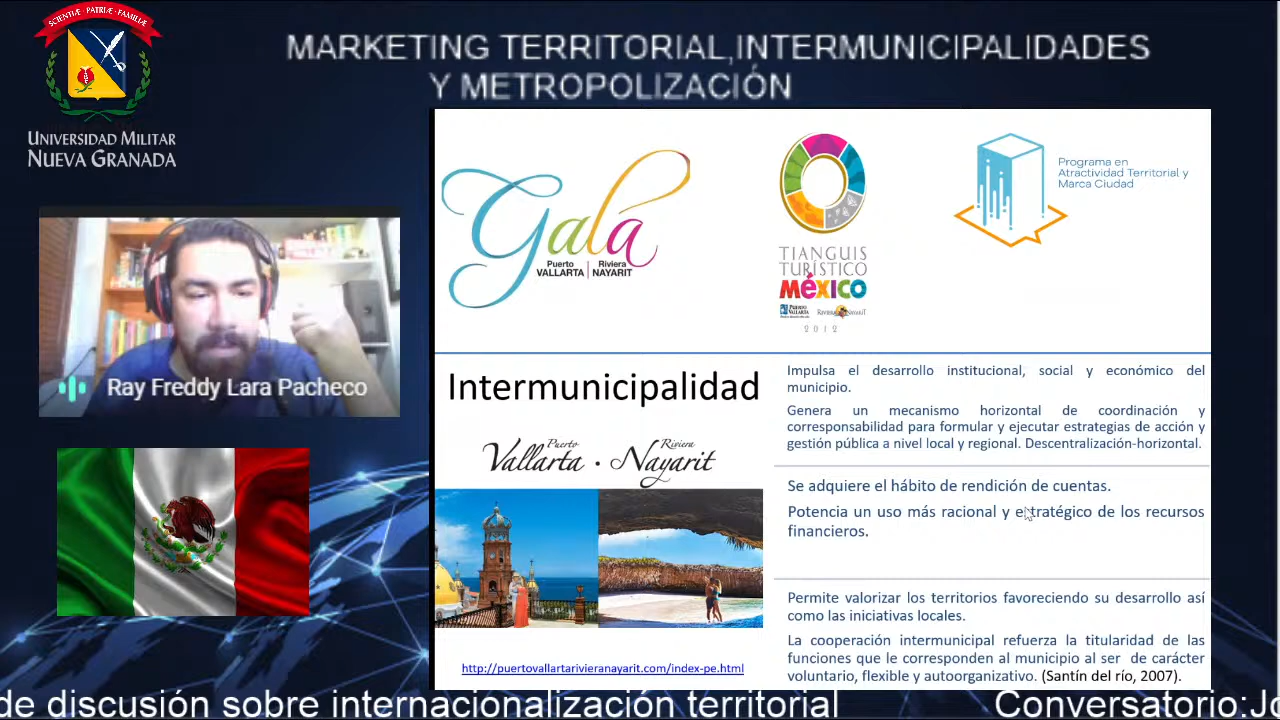 SCIENTIÆ PATRIÆ FAMILIÆ
UNIVERSIDAD MILITAR
NUEVA GRANADA
MARKETING TERRITORIAL,INTERMUNICIPALIDADES
Y METROPOLIZACIÓN
Ray Freddy Lara Pacheco
gala
Puerto
VALLARTA | Riviera
NAYARIT
TIANGUIS
TURÍSTICO
MéXICO
PUERTO
VALLARTA
RIVIERA NAYARIT
2012
Programa en
Atractividad Territorial y
Marca Ciudad
Intermunicipalidad
Puerto
Vallarta · Riviera
Nayarit
http://puertovallartarivieranayarit.com/index-pe.html
Impulsa el desarrollo institucional, social y económico del
municipio.
Genera un mecanismo horizontal de coordinación y
corresponsabilidad para formular y ejecutar estrategias de acción y
gestión pública a nivel local y regional. Descentralización-horizontal.
Se adquiere el hábito de rendición de cuentas.
Potencia un uso más racional y estratégico de los recursos
financieros.
Permite valorizar los territorios favoreciendo su desarrollo así
como las iniciativas locales.
La cooperación intermunicipal refuerza la titularidad de las
funciones que le corresponden al municipio al ser de carácter
voluntario, flexible y autoorganizativo. (Santín del río, 2007).
de discusión sobre internacionalización territorial Conversatorio:Jo